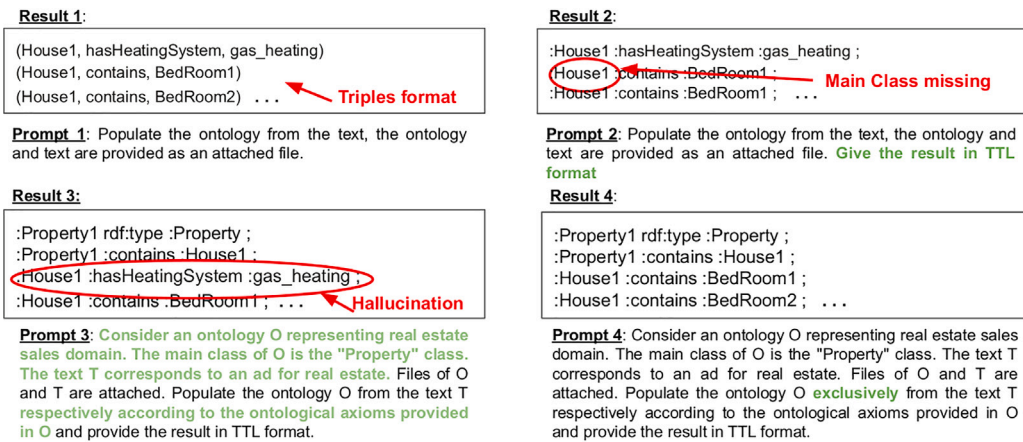 Result 1:
(House1, hasHeatingSystem, gas_heating)
(House1, contains, BedRoom1)
(House1, contains, BedRoom2) ...
Triples format
Prompt 1: Populate the ontology from the text, the ontology
and text are provided as an attached file.
Result 2:
:House1 :hasHeatingSystem :gas_heating ;
:House1 :contains :BedRoom1 ;
:House1 :contains :BedRoom1 ; ...
Main Class missing
Prompt 2: Populate the ontology from the text, the ontology and
text are provided as an attached file. Give the result in TTL
format
Result 3:
:Property1 rdf:type :Property ;
:Property1 :contains :House1 ;
:House1 :hasHeatingSystem :gas_heating ;
:House1 :contains :BedRoom1 ; ...
Hallucination
Prompt 3: Consider an ontology O representing real estate
sales domain. The main class of O is the "Property" class.
The text T corresponds to an ad for real estate. Files of O
and T are attached. Populate the ontology O from the text T
respectively according to the ontological axioms provided
in O and provide the result in TTL format.
Result 4:
:Property1 rdf:type :Property ;
:Property1 :contains :House1 ;
:House1 :contains :BedRoom1 ;
:House1 :contains :BedRoom2 ; ...
Prompt 4: Consider an ontology O representing real estate sales
domain. The main class of O is the "Property" class. The text T
corresponds to an ad for real estate. Files of O and T are
attached. Populate the ontology O exclusively from the text T
respectively according to the ontological axioms provided in O
and provide the result in TTL format.